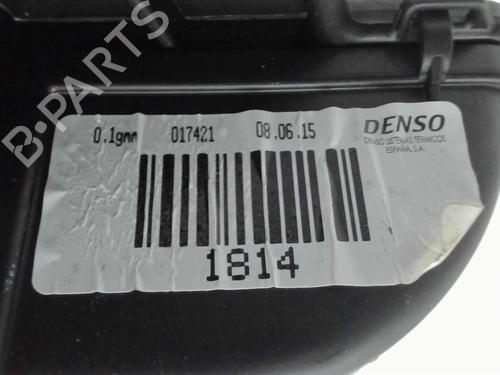 0.1gmm 017421 08.06.15 DENSO
DENSO SISTEMAS TERMICOS
ESPAÑA, S.A.
1814
B-PARTS